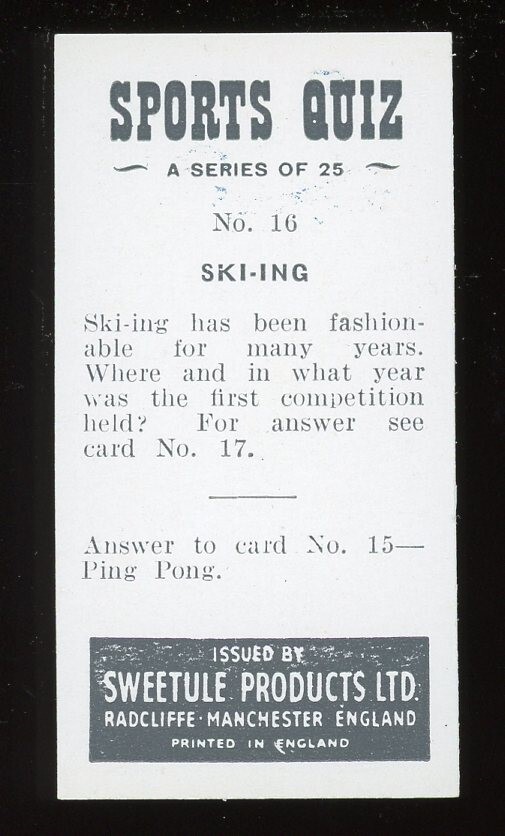 SPORTS QUIZ
A SERIES OF 25
No. 16
SKI-ING
Ski-ing has been fashion-
able for many years.
Where and in what year
was the first competition
held? For answer see
card No. 17.
Answer to card No. 15—
Ping Pong.
ISSUED BY
SWEETULE PRODUCTS LTD.
RADCLIFFE · MANCHESTER ENGLAND
PRINTED IN ENGLAND